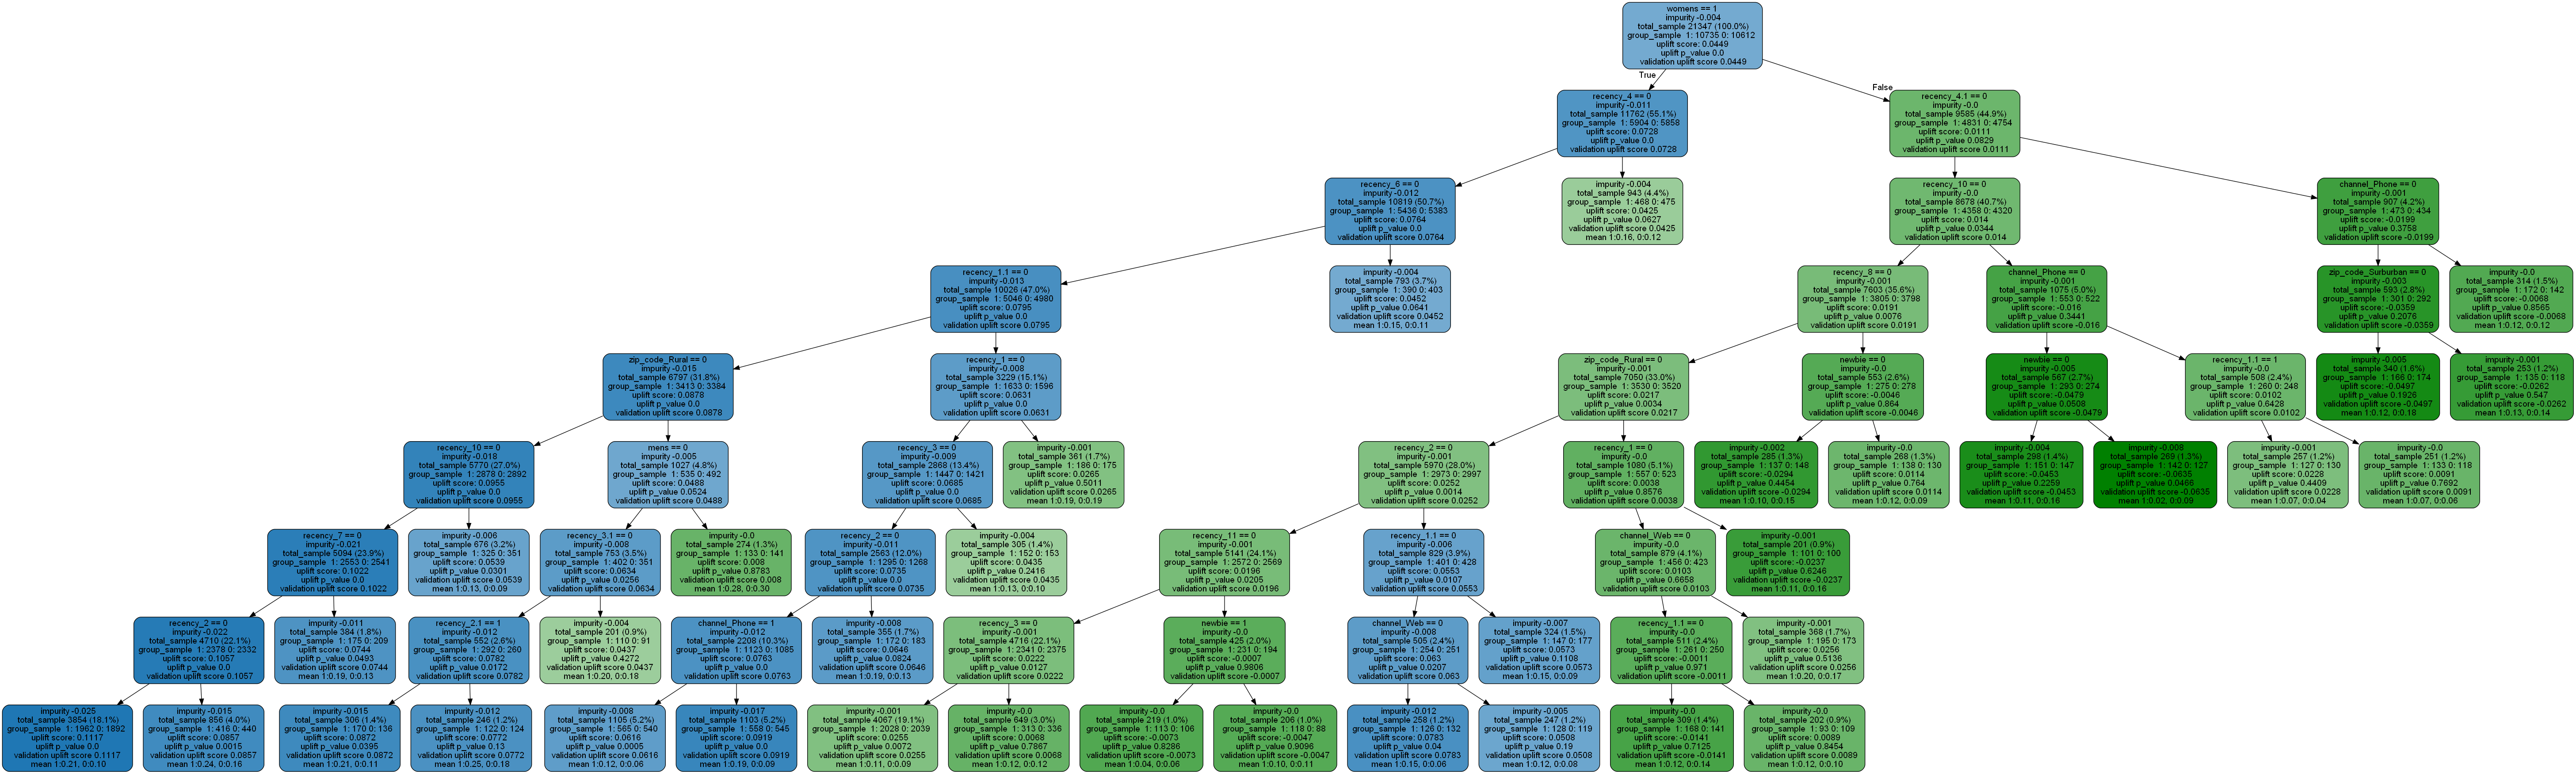 womens == 1
impurity -0.004
total_sample 21347 (100.0%)
group_sample 1: 10735 0: 10612
uplift score: 0.0449
uplift p_value 0.0
validation uplift score 0.0449
True
False
recency_4 == 0
impurity -0.011
total_sample 11762 (55.1%)
group_sample 1: 5904 0: 5858
uplift score: 0.0728
uplift p_value 0.0
validation uplift score 0.0728
recency_4.1 == 0
impurity -0.0
total_sample 9585 (44.9%)
group_sample 1: 4831 0: 4754
uplift score: 0.0111
uplift p_value 0.0829
validation uplift score 0.0111
recency_6 == 0
impurity -0.012
total_sample 10819 (50.7%)
group_sample 1: 5436 0: 5383
uplift score: 0.0764
uplift p_value 0.0
validation uplift score 0.0764
impurity -0.004
total_sample 943 (4.4%)
group_sample 1: 468 0: 475
uplift score: 0.0425
uplift p_value 0.0627
validation uplift score 0.0425
mean 1:0.16, 0:0.12
recency_10 == 0
impurity -0.0
total_sample 8678 (40.7%)
group_sample 1: 4358 0: 4320
uplift score: 0.014
uplift p_value 0.0344
validation uplift score 0.014
channel_Phone == 0
impurity -0.001
total_sample 907 (4.2%)
group_sample 1: 473 0: 434
uplift score: -0.0199
uplift p_value 0.3758
validation uplift score -0.0199
recency_1.1 == 0
impurity -0.013
total_sample 10026 (47.0%)
group_sample 1: 5046 0: 4980
uplift score: 0.0795
uplift p_value 0.0
validation uplift score 0.0795
impurity -0.004
total_sample 793 (3.7%)
group_sample 1: 390 0: 403
uplift score: 0.0452
uplift p_value 0.0641
validation uplift score 0.0452
mean 1:0.15, 0:0.11
recency_8 == 0
impurity -0.001
total_sample 7603 (35.6%)
group_sample 1: 3805 0: 3798
uplift score: 0.0191
uplift p_value 0.0076
validation uplift score 0.0191
channel_Phone == 0
impurity -0.001
total_sample 1075 (5.0%)
group_sample 1: 553 0: 522
uplift score: -0.016
uplift p_value 0.3441
validation uplift score -0.016
zip_code_Surburban == 0
impurity -0.003
total_sample 593 (2.8%)
group_sample 1: 301 0: 292
uplift score: -0.0359
uplift p_value 0.2076
validation uplift score -0.0359
impurity -0.0
total_sample 314 (1.5%)
group_sample 1: 172 0: 142
uplift score: -0.0068
uplift p_value 0.8565
validation uplift score -0.0068
mean 1:0.12, 0:0.12
zip_code_Rural == 0
impurity -0.015
total_sample 6797 (31.8%)
group_sample 1: 3413 0: 3384
uplift score: 0.0878
uplift p_value 0.0
validation uplift score 0.0878
recency_1 == 0
impurity -0.008
total_sample 3229 (15.1%)
group_sample 1: 1633 0: 1596
uplift score: 0.0631
uplift p_value 0.0
validation uplift score 0.0631
zip_code_Rural == 0
impurity -0.001
total_sample 7050 (33.0%)
group_sample 1: 3530 0: 3520
uplift score: 0.0217
uplift p_value 0.0034
validation uplift score 0.0217
newbie == 0
impurity -0.0
total_sample 553 (2.6%)
group_sample 1: 275 0: 278
uplift score: -0.0046
uplift p_value 0.864
validation uplift score -0.0046
newbie == 0
impurity -0.005
total_sample 567 (2.7%)
group_sample 1: 293 0: 274
uplift score: -0.0479
uplift p_value 0.0508
validation uplift score -0.0479
recency_1.1 == 1
impurity -0.0
total_sample 508 (2.4%)
group_sample 1: 260 0: 248
uplift score: 0.0102
uplift p_value 0.6428
validation uplift score 0.0102
impurity -0.005
total_sample 340 (1.6%)
group_sample 1: 166 0: 174
uplift score: -0.0497
uplift p_value 0.1926
validation uplift score -0.0497
mean 1:0.12, 0:0.18
impurity -0.001
total_sample 253 (1.2%)
group_sample 1: 135 0: 118
uplift score: -0.0262
uplift p_value 0.547
validation uplift score -0.0262
mean 1:0.13, 0:0.14
recency_10 == 0
impurity -0.018
total_sample 5770 (27.0%)
group_sample 1: 2878 0: 2892
uplift score: 0.0955
uplift p_value 0.0
validation uplift score 0.0955
mens == 0
impurity -0.005
total_sample 1027 (4.8%)
group_sample 1: 535 0: 492
uplift score: 0.0488
uplift p_value 0.0524
validation uplift score 0.0488
recency_3 == 0
impurity -0.009
total_sample 2868 (13.4%)
group_sample 1: 1447 0: 1421
uplift score: 0.0685
uplift p_value 0.0
validation uplift score 0.0685
impurity -0.001
total_sample 361 (1.7%)
group_sample 1: 186 0: 175
uplift score: 0.0265
uplift p_value 0.5011
validation uplift score 0.0265
mean 1:0.19, 0:0.19
recency_2 == 0
impurity -0.001
total_sample 5970 (28.0%)
group_sample 1: 2973 0: 2997
uplift score: 0.0252
uplift p_value 0.0014
validation uplift score 0.0252
recency_1 == 0
impurity -0.0
total_sample 1080 (5.1%)
group_sample 1: 557 0: 523
uplift score: 0.0038
uplift p_value 0.8576
validation uplift score 0.0038
impurity -0.002
total_sample 285 (1.3%)
group_sample 1: 137 0: 148
uplift score: -0.0294
uplift p_value 0.4454
validation uplift score -0.0294
mean 1:0.10, 0:0.15
impurity -0.0
total_sample 268 (1.3%)
group_sample 1: 138 0: 130
uplift score: 0.0114
uplift p_value 0.764
validation uplift score 0.0114
mean 1:0.12, 0:0.09
impurity -0.004
total_sample 298 (1.4%)
group_sample 1: 151 0: 147
uplift score: -0.0453
uplift p_value 0.2259
validation uplift score -0.0453
mean 1:0.11, 0:0.16
impurity -0.008
total_sample 269 (1.3%)
group_sample 1: 142 0: 127
uplift score: -0.0635
uplift p_value 0.0466
validation uplift score -0.0635
mean 1:0.02, 0:0.09
impurity -0.001
total_sample 257 (1.2%)
group_sample 1: 127 0: 130
uplift score: 0.0228
uplift p_value 0.4409
validation uplift score 0.0228
mean 1:0.07, 0:0.04
impurity -0.0
total_sample 251 (1.2%)
group_sample 1: 133 0: 118
uplift score: 0.0091
uplift p_value 0.7692
validation uplift score 0.0091
mean 1:0.07, 0:0.06
recency_7 == 0
impurity -0.021
total_sample 5094 (23.9%)
group_sample 1: 2553 0: 2541
uplift score: 0.1022
uplift p_value 0.0
validation uplift score 0.1022
impurity -0.006
total_sample 676 (3.2%)
group_sample 1: 325 0: 351
uplift score: 0.0539
uplift p_value 0.0301
validation uplift score 0.0539
mean 1:0.13, 0:0.09
recency_3.1 == 0
impurity -0.008
total_sample 753 (3.5%)
group_sample 1: 402 0: 351
uplift score: 0.0634
uplift p_value 0.0256
validation uplift score 0.0634
impurity -0.0
total_sample 274 (1.3%)
group_sample 1: 133 0: 141
uplift score: 0.008
uplift p_value 0.8783
validation uplift score 0.008
mean 1:0.28, 0:0.30
recency_2 == 0
impurity -0.011
total_sample 2563 (12.0%)
group_sample 1: 1295 0: 1268
uplift score: 0.0735
uplift p_value 0.0
validation uplift score 0.0735
impurity -0.004
total_sample 305 (1.4%)
group_sample 1: 152 0: 153
uplift score: 0.0435
uplift p_value 0.2416
validation uplift score 0.0435
mean 1:0.13, 0:0.10
recency_11 == 0
impurity -0.001
total_sample 5141 (24.1%)
group_sample 1: 2572 0: 2569
uplift score: 0.0196
uplift p_value 0.0205
validation uplift score 0.0196
recency_1.1 == 0
impurity -0.006
total_sample 829 (3.9%)
group_sample 1: 401 0: 428
uplift score: 0.0553
uplift p_value 0.0107
validation uplift score 0.0553
channel_Web == 0
impurity -0.0
total_sample 879 (4.1%)
group_sample 1: 456 0: 423
uplift score: 0.0103
uplift p_value 0.6658
validation uplift score 0.0103
impurity -0.001
total_sample 201 (0.9%)
group_sample 1: 101 0: 100
uplift score: -0.0237
uplift p_value 0.6246
validation uplift score -0.0237
mean 1:0.11, 0:0.16
recency_2 == 0
impurity -0.022
total_sample 4710 (22.1%)
group_sample 1: 2378 0: 2332
uplift score: 0.1057
uplift p_value 0.0
validation uplift score 0.1057
impurity -0.011
total_sample 384 (1.8%)
group_sample 1: 175 0: 209
uplift score: 0.0744
uplift p_value 0.0493
validation uplift score 0.0744
mean 1:0.19, 0:0.13
recency_2.1 == 1
impurity -0.012
total_sample 552 (2.6%)
group_sample 1: 292 0: 260
uplift score: 0.0782
uplift p_value 0.0172
validation uplift score 0.0782
impurity -0.004
total_sample 201 (0.9%)
group_sample 1: 110 0: 91
uplift score: 0.0437
uplift p_value 0.4272
validation uplift score 0.0437
mean 1:0.20, 0:0.18
channel_Phone == 1
impurity -0.012
total_sample 2208 (10.3%)
group_sample 1: 1123 0: 1085
uplift score: 0.0763
uplift p_value 0.0
validation uplift score 0.0763
impurity -0.008
total_sample 355 (1.7%)
group_sample 1: 172 0: 183
uplift score: 0.0646
uplift p_value 0.0824
validation uplift score 0.0646
mean 1:0.19, 0:0.13
recency_3 == 0
impurity -0.001
total_sample 4716 (22.1%)
group_sample 1: 2341 0: 2375
uplift score: 0.0222
uplift p_value 0.0127
validation uplift score 0.0222
newbie == 1
impurity -0.0
total_sample 425 (2.0%)
group_sample 1: 231 0: 194
uplift score: -0.0007
uplift p_value 0.9806
validation uplift score -0.0007
channel_Web == 0
impurity -0.008
total_sample 505 (2.4%)
group_sample 1: 254 0: 251
uplift score: 0.063
uplift p_value 0.0207
validation uplift score 0.063
impurity -0.007
total_sample 324 (1.5%)
group_sample 1: 147 0: 177
uplift score: 0.0573
uplift p_value 0.1108
validation uplift score 0.0573
mean 1:0.15, 0:0.09
recency_1.1 == 0
impurity -0.0
total_sample 511 (2.4%)
group_sample 1: 261 0: 250
uplift score: -0.0011
uplift p_value 0.971
validation uplift score -0.0011
impurity -0.001
total_sample 368 (1.7%)
group_sample 1: 195 0: 173
uplift score: 0.0256
uplift p_value 0.5136
validation uplift score 0.0256
mean 1:0.20, 0:0.17
impurity -0.025
total_sample 3854 (18.1%)
group_sample 1: 1962 0: 1892
uplift score: 0.1117
uplift p_value 0.0
validation uplift score 0.1117
mean 1:0.21, 0:0.10
impurity -0.015
total_sample 856 (4.0%)
group_sample 1: 416 0: 440
uplift score: 0.0857
uplift p_value 0.0015
validation uplift score 0.0857
mean 1:0.24, 0:0.16
impurity -0.015
total_sample 306 (1.4%)
group_sample 1: 170 0: 136
uplift score: 0.0872
uplift p_value 0.0395
validation uplift score 0.0872
mean 1:0.21, 0:0.11
impurity -0.012
total_sample 246 (1.2%)
group_sample 1: 122 0: 124
uplift score: 0.0772
uplift p_value 0.13
validation uplift score 0.0772
mean 1:0.25, 0:0.18
impurity -0.008
total_sample 1105 (5.2%)
group_sample 1: 565 0: 540
uplift score: 0.0616
uplift p_value 0.0005
validation uplift score 0.0616
mean 1:0.12, 0:0.06
impurity -0.017
total_sample 1103 (5.2%)
group_sample 1: 558 0: 545
uplift score: 0.0919
uplift p_value 0.0
validation uplift score 0.0919
mean 1:0.19, 0:0.09
impurity -0.001
total_sample 4067 (19.1%)
group_sample 1: 2028 0: 2039
uplift score: 0.0255
uplift p_value 0.0072
validation uplift score 0.0255
mean 1:0.11, 0:0.09
impurity -0.0
total_sample 649 (3.0%)
group_sample 1: 313 0: 336
uplift score: 0.0068
uplift p_value 0.7867
validation uplift score 0.0068
mean 1:0.12, 0:0.12
impurity -0.0
total_sample 219 (1.0%)
group_sample 1: 113 0: 106
uplift score: -0.0073
uplift p_value 0.8286
validation uplift score -0.0073
mean 1:0.04, 0:0.06
impurity -0.0
total_sample 206 (1.0%)
group_sample 1: 118 0: 88
uplift score: -0.0047
uplift p_value 0.9096
validation uplift score -0.0047
mean 1:0.10, 0:0.11
impurity -0.012
total_sample 258 (1.2%)
group_sample 1: 126 0: 132
uplift score: 0.0783
uplift p_value 0.04
validation uplift score 0.0783
mean 1:0.15, 0:0.06
impurity -0.005
total_sample 247 (1.2%)
group_sample 1: 128 0: 119
uplift score: 0.0508
uplift p_value 0.19
validation uplift score 0.0508
mean 1:0.12, 0:0.08
impurity -0.0
total_sample 309 (1.4%)
group_sample 1: 168 0: 141
uplift score: -0.0141
uplift p_value 0.7125
validation uplift score -0.0141
mean 1:0.12, 0:0.14
impurity -0.0
total_sample 202 (0.9%)
group_sample 1: 93 0: 109
uplift score: 0.0089
uplift p_value 0.8454
validation uplift score 0.0089
mean 1:0.12, 0:0.10